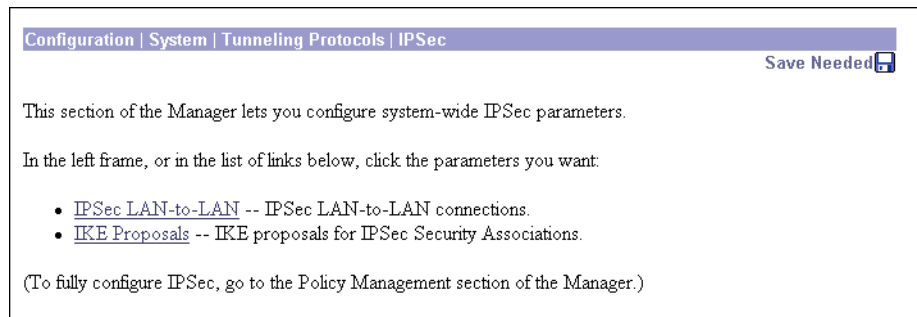 Configuration | System | Tunneling Protocols | IPSec
Save Needed
This section of the Manager lets you configure system-wide IPSec parameters.
In the left frame, or in the list of links below, click the parameters you want:
• IPSec LAN-to-LAN -- IPSec LAN-to-LAN connections.
• IKE Proposals -- IKE proposals for IPSec Security Associations.
(To fully configure IPSec, go to the Policy Management section of the Manager.)